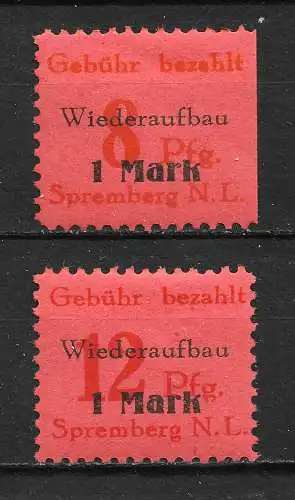 Gebühr bezahlt
Wiederaufbau
8 Pfg.
1 Mark
Spremberg N.L.
Gebühr bezahlt
Wiederaufbau
12 Pfg.
1 Mark
Spremberg N.L.